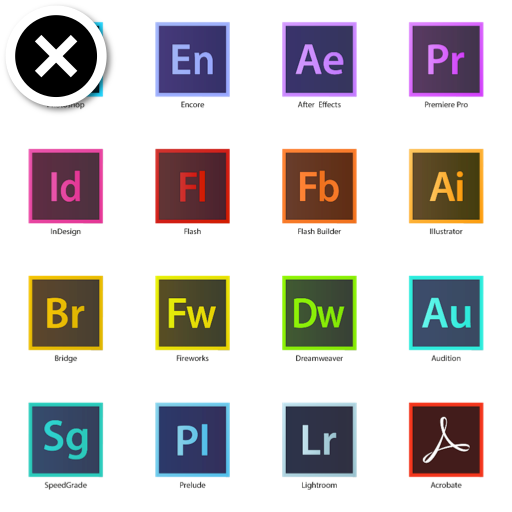 En
Ae
Pr
Encore
After Effects
Premiere Pro
Id
Fl
Fb
Ai
InDesign
Flash
Flash Builder
Illustrator
Br
Fw
Dw
Au
Bridge
Fireworks
Dreamweaver
Audition
Sg
Pl
Lr
SpeedGrade
Prelude
Lightroom
Acrobate